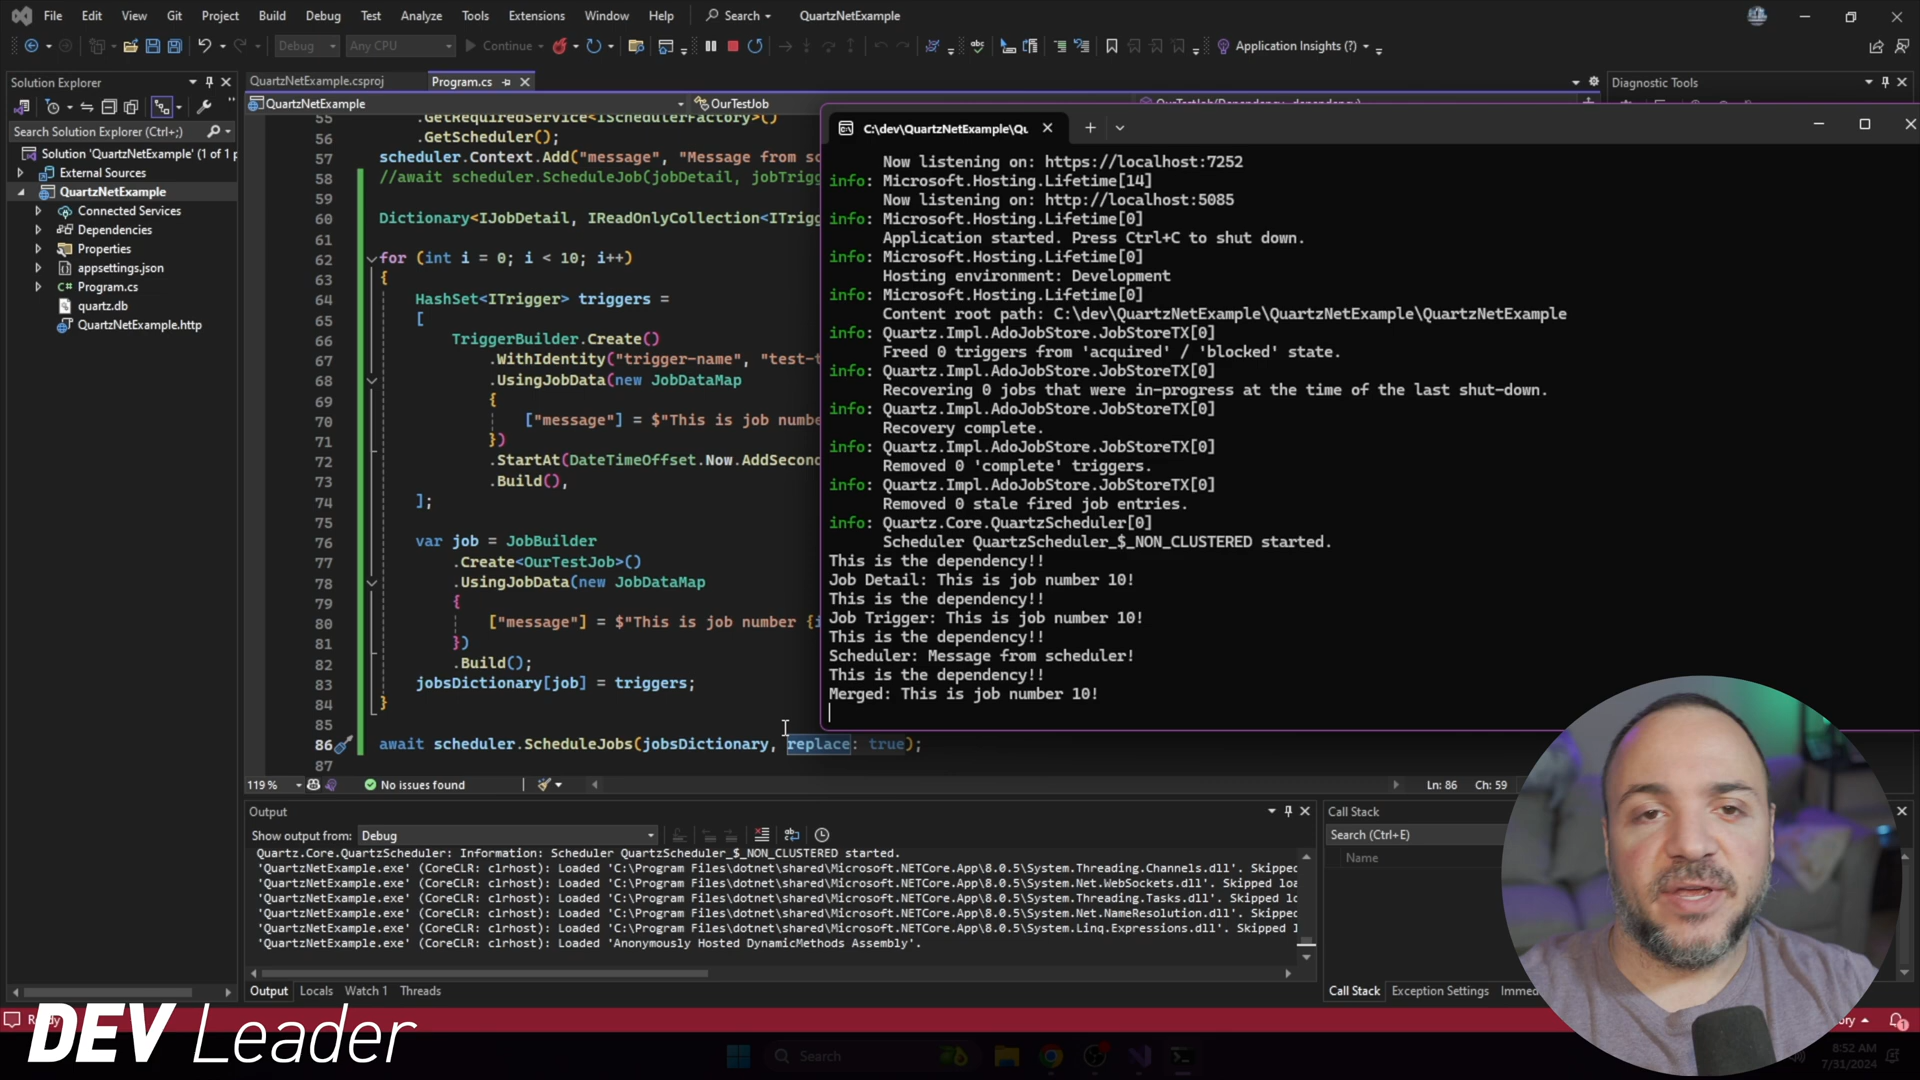 File Edit View Git Project Build Debug Test Analyze Tools Extensions Window Help Search QuartzNetExample
Debug Any CPU Continue Application Insights (?)
Solution Explorer
Search Solution Explorer (Ctrl+;)
Solution 'QuartzNetExample' (1 of 1 p
External Sources
QuartzNetExample
Connected Services
Dependencies
Properties
appsettings.json
C# Program.cs
quartz.db
QuartzNetExample.http
QuartzNetExample.csproj Program.cs
QuartzNetExample OurTestJob OurTestJob(Dependency dependency)
55 .GetRequiredService<ISchedulerFactory>()
56 .GetScheduler();
57 scheduler.Context.Add("message", "Message from sc
58 //await scheduler.ScheduleJob(jobDetail, jobTrigg
59
60 Dictionary<IJobDetail, IReadOnlyCollection<ITrigg
61
62 for (int i = 0; i < 10; i++)
63 {
64 HashSet<ITrigger> triggers =
65 [
66 TriggerBuilder.Create()
67 .WithIdentity("trigger-name", "test-t
68 .UsingJobData(new JobDataMap
69 {
70 ["message"] = $"This is job numbe
71 })
72 .StartAt(DateTimeOffset.Now.AddSecond
73 .Build(),
74 ];
75
76 var job = JobBuilder
77 .Create<OurTestJob>()
78 .UsingJobData(new JobDataMap
79 {
80 ["message"] = $"This is job number {i
81 })
82 .Build();
83 jobsDictionary[job] = triggers;
84 }
85
86 await scheduler.ScheduleJobs(jobsDictionary, replace: true);
87
119 % No issues found Ln: 86 Ch: 59
C:\dev\QuartzNetExample\Qu
Now listening on: https://localhost:7252
info: Microsoft.Hosting.Lifetime[14]
Now listening on: http://localhost:5085
info: Microsoft.Hosting.Lifetime[0]
Application started. Press Ctrl+C to shut down.
info: Microsoft.Hosting.Lifetime[0]
Hosting environment: Development
info: Microsoft.Hosting.Lifetime[0]
Content root path: C:\dev\QuartzNetExample\QuartzNetExample\QuartzNetExample
info: Quartz.Impl.AdoJobStore.JobStoreTX[0]
Freed 0 triggers from 'acquired' / 'blocked' state.
info: Quartz.Impl.AdoJobStore.JobStoreTX[0]
Recovering 0 jobs that were in-progress at the time of the last shut-down.
info: Quartz.Impl.AdoJobStore.JobStoreTX[0]
Recovery complete.
info: Quartz.Impl.AdoJobStore.JobStoreTX[0]
Removed 0 'complete' triggers.
info: Quartz.Impl.AdoJobStore.JobStoreTX[0]
Removed 0 stale fired job entries.
info: Quartz.Core.QuartzScheduler[0]
Scheduler QuartzScheduler_$_NON_CLUSTERED started.
This is the dependency!!
Job Detail: This is job number 10!
This is the dependency!!
Job Trigger: This is job number 10!
This is the dependency!!
Scheduler: Message from scheduler!
This is the dependency!!
Merged: This is job number 10!
Diagnostic Tools
Output
Show output from: Debug
Quartz.Core.QuartzScheduler: Information: Scheduler QuartzScheduler_$_NON_CLUSTERED started.
'QuartzNetExample.exe' (CoreCLR: clrhost): Loaded 'C:\Program Files\dotnet\shared\Microsoft.NETCore.App\8.0.5\System.Threading.Channels.dll'. Skipped
'QuartzNetExample.exe' (CoreCLR: clrhost): Loaded 'C:\Program Files\dotnet\shared\Microsoft.NETCore.App\8.0.5\System.Net.WebSockets.dll'. Skipped loa
'QuartzNetExample.exe' (CoreCLR: clrhost): Loaded 'C:\Program Files\dotnet\shared\Microsoft.NETCore.App\8.0.5\System.Threading.Tasks.dll'. Skipped lo
'QuartzNetExample.exe' (CoreCLR: clrhost): Loaded 'C:\Program Files\dotnet\shared\Microsoft.NETCore.App\8.0.5\System.Net.NameResolution.dll'. Skipped
'QuartzNetExample.exe' (CoreCLR: clrhost): Loaded 'C:\Program Files\dotnet\shared\Microsoft.NETCore.App\8.0.5\System.Linq.Expressions.dll'. Skipped l
'QuartzNetExample.exe' (CoreCLR: clrhost): Loaded 'Anonymously Hosted DynamicMethods Assembly'.
Output Locals Watch 1 Threads
Call Stack
Search (Ctrl+E)
Name
Call Stack Exception Settings Immed
DEV Leader
Search
8:52 AM
7/31/2024